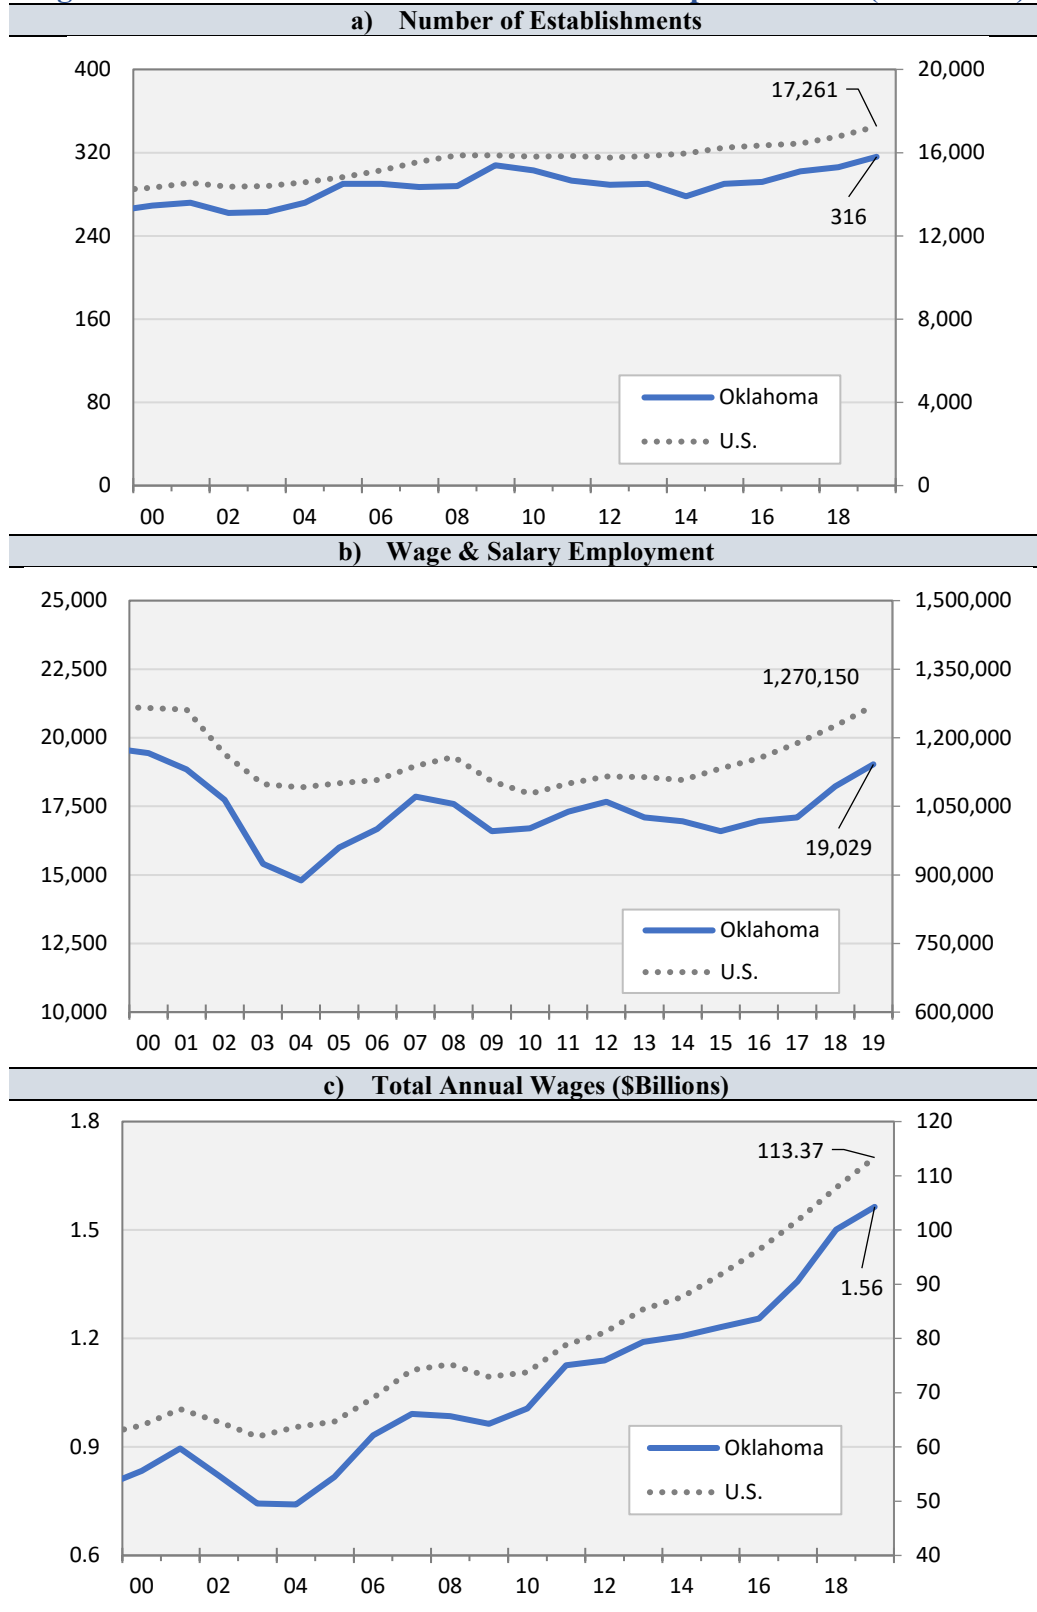 a) Number of Establishments
400 20,000
17,261
320 16,000
316
240 12,000
160 8,000
Oklahoma
80 4,000
U.S.
0 0
00 02 04 06 08 10 12 14 16 18
b) Wage & Salary Employment
25,000 1,500,000
22,500 1,350,000
1,270,150
20,000 1,200,000
17,500 1,050,000
19,029
15,000 900,000
Oklahoma
12,500 750,000
U.S.
10,000 600,000
00 01 02 03 04 05 06 07 08 09 10 11 12 13 14 15 16 17 18 19
c) Total Annual Wages ($Billions)
1.8 120
113.37
110
1.5 100
1.56 90
1.2 80
70
0.9 Oklahoma 60
U.S. 50
0.6 40
00 02 04 06 08 10 12 14 16 18